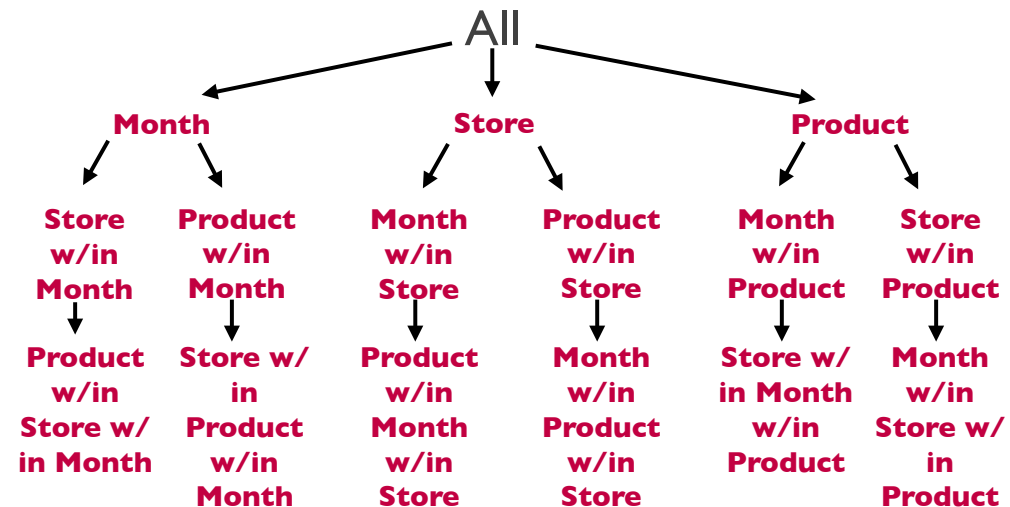 All
Month
Store
Product
Store
w/in
Month
Product
w/in
Month
Month
w/in
Store
Product
w/in
Store
Month
w/in
Product
Store
w/in
Product
Product
w/in
Store w/
in Month
Store w/
in
Product
w/in
Month
Product
w/in
Month
w/in
Store
Month
w/in
Product
w/in
Store
Store w/
in Month
w/in
Product
Month
w/in
Store w/
in
Product